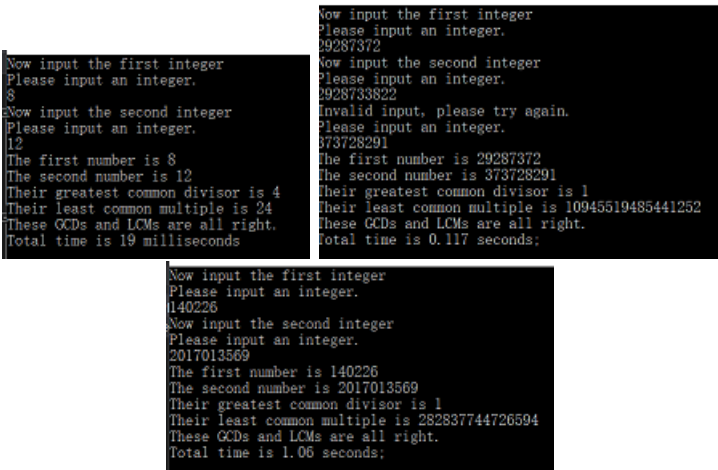 Now input the first integer
Please input an integer.
8
Now input the second integer
Please input an integer.
12
The first number is 8
The second number is 12
Their greatest common divisor is 4
Their least common multiple is 24
These GCDs and LCMs are all right.
Total time is 19 milliseconds
Now input the first integer
Please input an integer.
29287372
Now input the second integer
Please input an integer.
2928733822
Invalid input, please try again.
Please input an integer.
373728291
The first number is 29287372
The second number is 373728291
Their greatest common divisor is 1
Their least common multiple is 10945519485441252
These GCDs and LCMs are all right.
Total time is 0.117 seconds;
Now input the first integer
Please input an integer.
140226
Now input the second integer
Please input an integer.
2017013569
The first number is 140226
The second number is 2017013569
Their greatest common divisor is 1
Their least common multiple is 282837744726594
These GCDs and LCMs are all right.
Total time is 1.06 seconds;